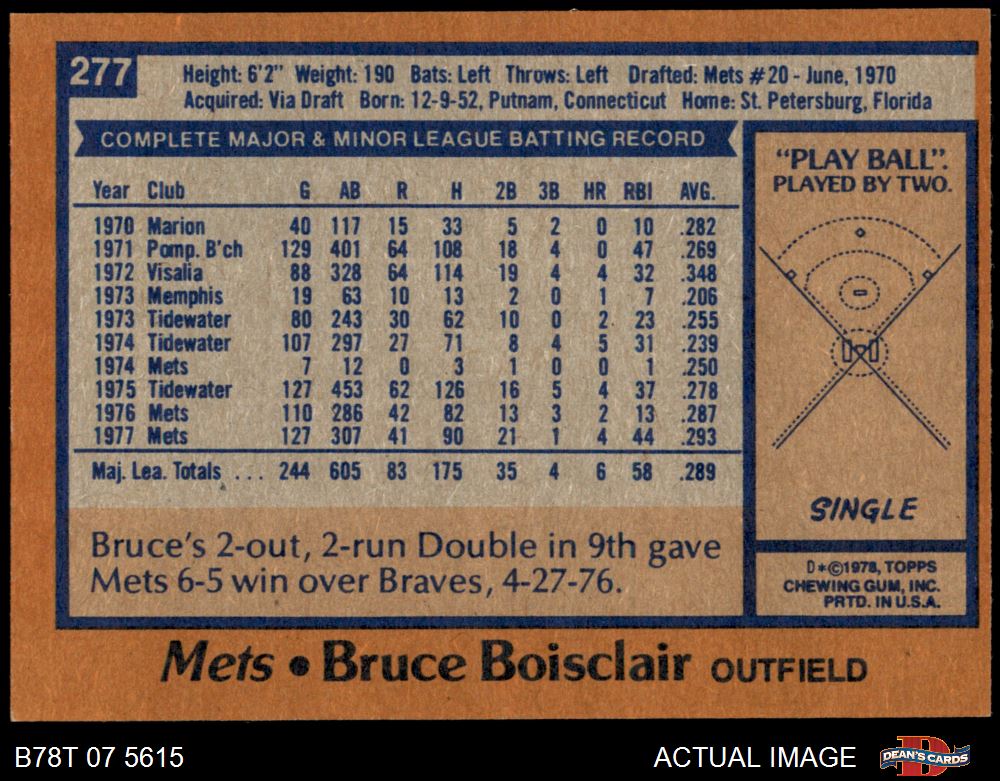 277
Height: 6'2" Weight: 190 Bats: Left Throws: Left Drafted: Mets #20 - June, 1970
Acquired: Via Draft Born: 12-9-52, Putnam, Connecticut Home: St. Petersburg, Florida
COMPLETE MAJOR & MINOR LEAGUE BATTING RECORD
Year Club G AB R H 2B 3B HR RBI AVG.
1970 Marion 40 117 15 33 5 2 0 10 .282
1971 Pomp. B'ch 129 401 64 108 18 4 0 47 .269
1972 Visalia 88 328 64 114 19 4 4 32 .348
1973 Memphis 19 63 10 13 2 0 1 7 .206
1973 Tidewater 80 243 30 62 10 0 2 23 .255
1974 Tidewater 107 297 27 71 8 4 5 31 .239
1974 Mets 7 12 0 3 1 0 0 1 .250
1975 Tidewater 127 453 62 126 16 5 4 37 .278
1976 Mets 110 286 42 82 13 3 2 13 .287
1977 Mets 127 307 41 90 21 1 4 44 .293
Maj. Lea. Totals ... 244 605 83 175 35 4 6 58 .289
Bruce's 2-out, 2-run Double in 9th gave
Mets 6-5 win over Braves, 4-27-76.
"PLAY BALL".
PLAYED BY TWO.
SINGLE
D*©1978, TOPPS
CHEWING GUM, INC.
PRTD. IN U.S.A.
Mets • Bruce Boisclair OUTFIELD
B78T 07 5615
ACTUAL IMAGE
DEAN'S CARDS